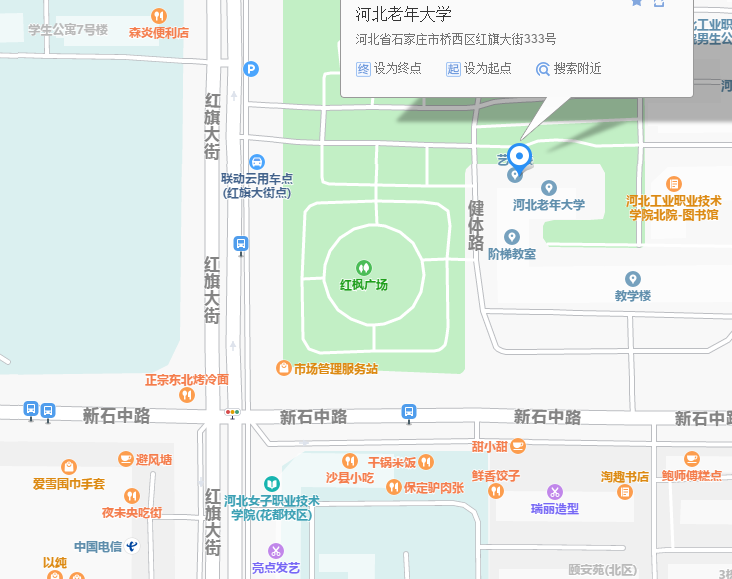 河北老年大学
河北省石家庄市桥西区红旗大街333号
终 设为终点
起 设为起点
搜索附近
学生公寓7号楼
森炎便利店
P
红旗大街
联动云用车点
(红旗大街点)
河北老年大学
健体路
阶梯教室
河北工业职业技术
学院北院-图书馆
教学楼
红旗大街
红枫广场
市场管理服务站
正宗东北烤冷面
新石中路
新石中路
新石中路
新石中路
避风塘
爱雪围巾手套
夜未央吃街
中国电信
以纯
红旗大街
甜小甜
干锅米饭
沙县小吃
保定驴肉张
鲜香饺子
淘趣书店
鲍师傅糕点
瑞丽造型
河北女子职业技术
学院(花都校区)
亮点发艺
颐安苑(北区)